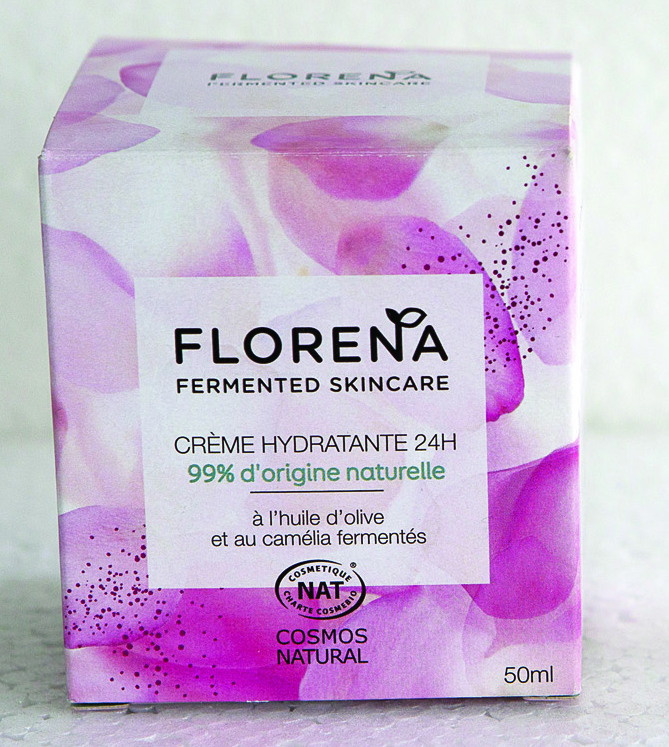 FLORENA
FERMENTED SKINCARE
FLORENA
FERMENTED SKINCARE
CRÈME HYDRATANTE 24H
99% d'origine naturelle
à l'huile d'olive
et au camélia fermentés
COSMETIQUE
NAT
CHARTE COSMEBIO
®
COSMOS
NATURAL
50ml